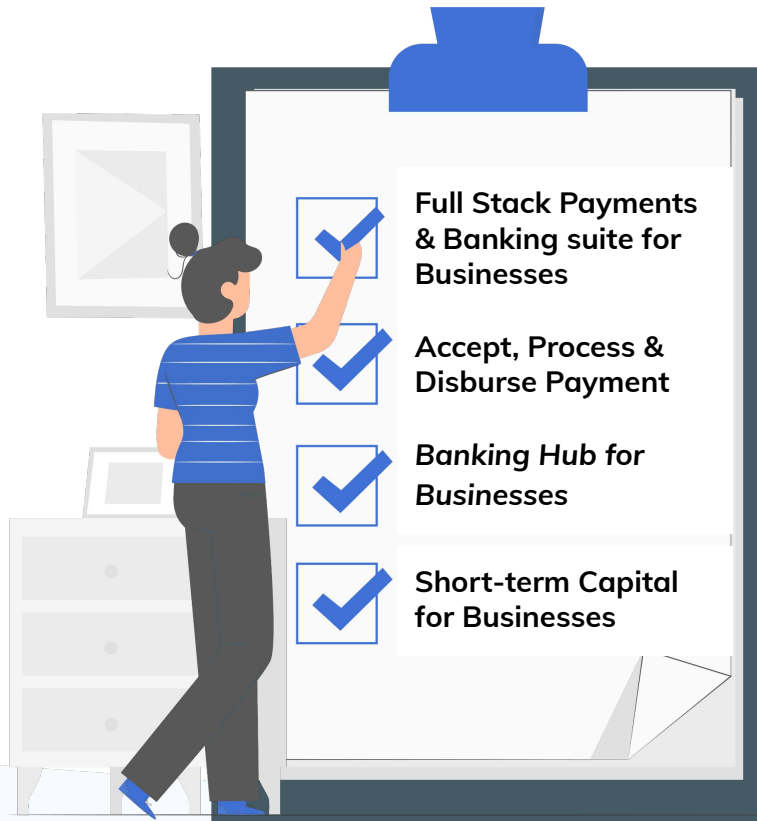 Full Stack Payments
& Banking suite for
Businesses
Accept, Process &
Disburse Payment
Banking Hub for
Businesses
Short-term Capital
for Businesses